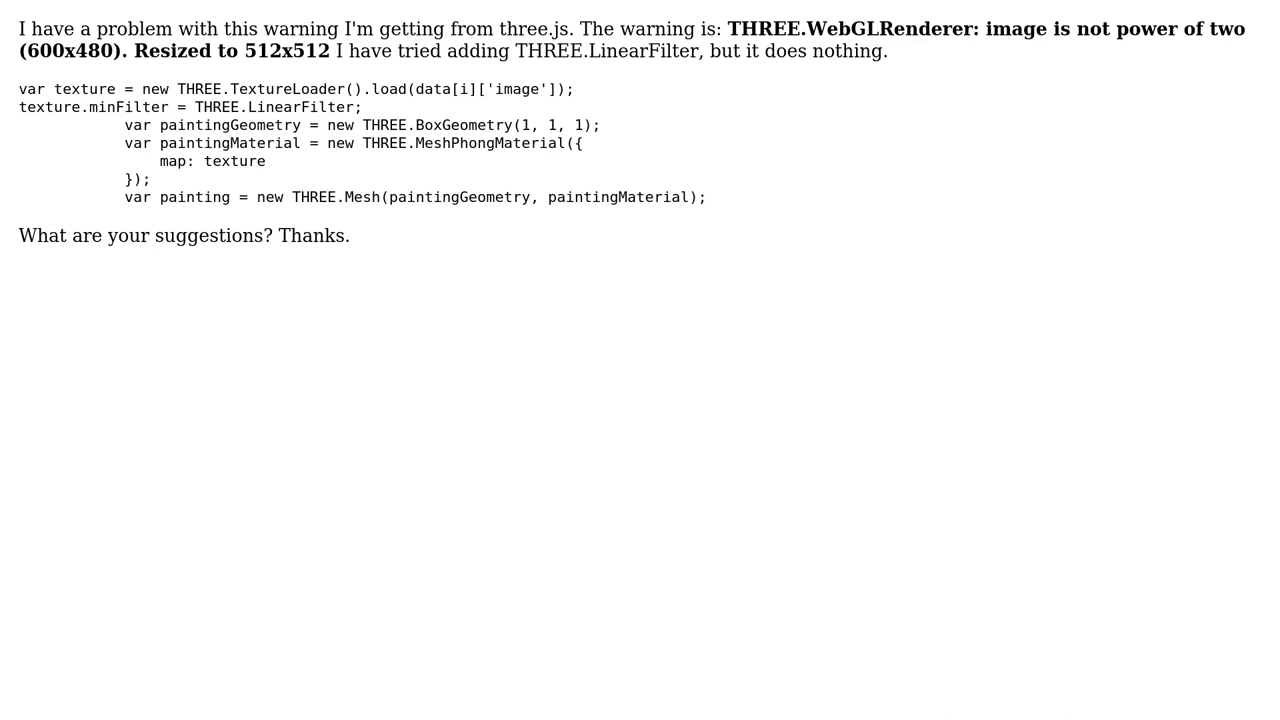 I have a problem with this warning I'm getting from three.js. The warning is: THREE.WebGLRenderer: image is not power of two
(600x480). Resized to 512x512 I have tried adding THREE.LinearFilter, but it does nothing.
var texture = new THREE.TextureLoader().load(data[i]['image']);
texture.minFilter = THREE.LinearFilter;
            var paintingGeometry = new THREE.BoxGeometry(1, 1, 1);
            var paintingMaterial = new THREE.MeshPhongMaterial({
                map: texture
            });
            var painting = new THREE.Mesh(paintingGeometry, paintingMaterial);
What are your suggestions? Thanks.